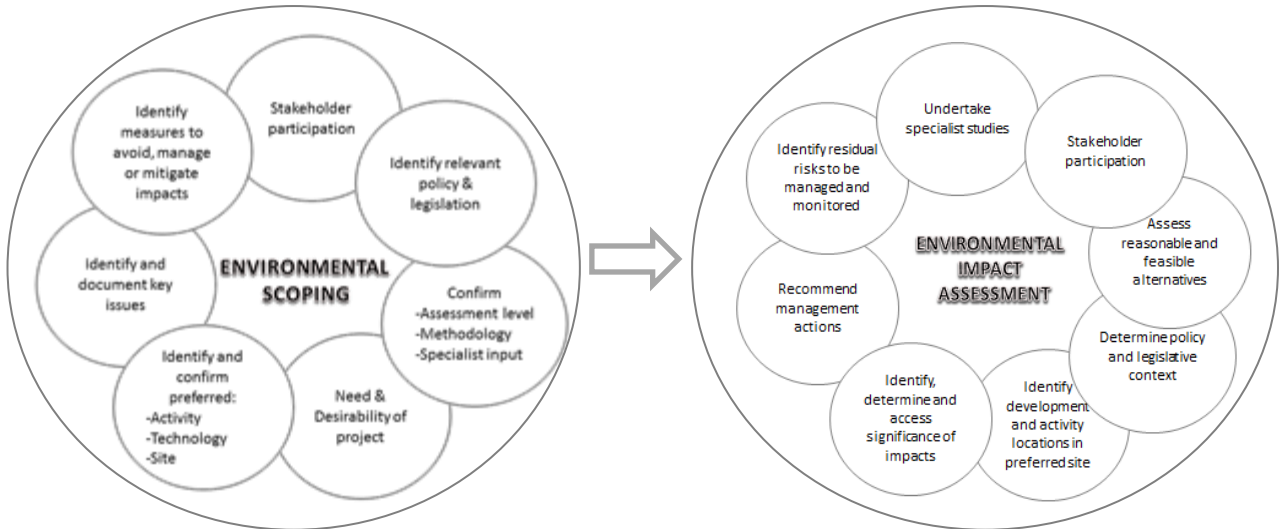 Stakeholder
participation
Identify relevant
policy &
legislation
Confirm
-Assessment level
-Methodology
-Specialist input
Need &
Desirability of
project
Identify and
confirm
preferred:
-Activity
-Technology
-Site
Identify and
document key
issues
Identify
measures to
avoid, manage
or mitigate
impacts
ENVIRONMENTAL
SCOPING
Undertake
specialist studies
Stakeholder
participation
Assess
reasonable and
feasible
alternatives
Determine policy
and legislative
context
Identify
development
and activity
locations in
preferred site
Identify,
determine and
access
significance of
impacts
Recommend
management
actions
Identify residual
risks to be
managed and
monitored
ENVIRONMENTAL
IMPACT
ASSESSMENT